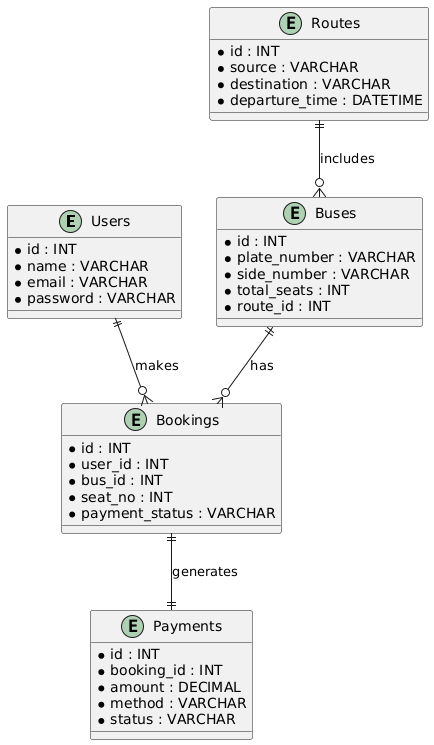 E Routes
* id : INT
* source : VARCHAR
* destination : VARCHAR
* departure_time : DATETIME
includes
E Users
* id : INT
* name : VARCHAR
* email : VARCHAR
* password : VARCHAR
E Buses
* id : INT
* plate_number : VARCHAR
* side_number : VARCHAR
* total_seats : INT
* route_id : INT
makes
has
E Bookings
* id : INT
* user_id : INT
* bus_id : INT
* seat_no : INT
* payment_status : VARCHAR
generates
E Payments
* id : INT
* booking_id : INT
* amount : DECIMAL
* method : VARCHAR
* status : VARCHAR